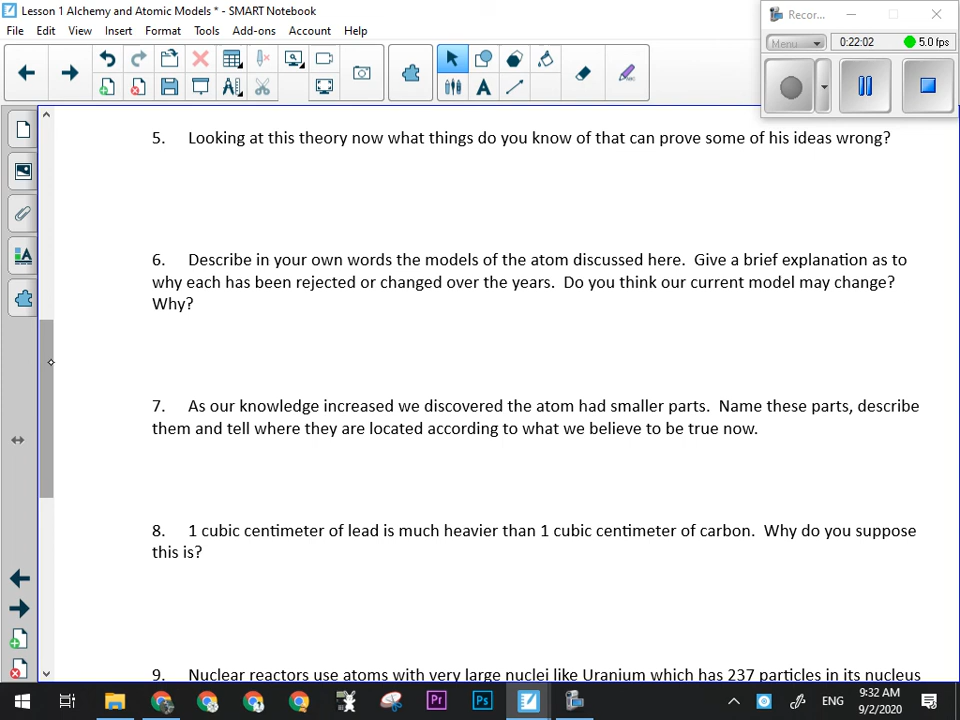 Lesson 1 Alchemy and Atomic Models * - SMART Notebook
Recor...
File Edit View Insert Format Tools Add-ons Account Help
Menu 0:22:02 5.0 fps
5. Looking at this theory now what things do you know of that can prove some of his ideas wrong?
6. Describe in your own words the models of the atom discussed here. Give a brief explanation as to
why each has been rejected or changed over the years. Do you think our current model may change?
Why?
7. As our knowledge increased we discovered the atom had smaller parts. Name these parts, describe
them and tell where they are located according to what we believe to be true now.
8. 1 cubic centimeter of lead is much heavier than 1 cubic centimeter of carbon. Why do you suppose
this is?
9. Nuclear reactors use atoms with very large nuclei like Uranium which has 237 particles in its nucleus
Pr Ps ENG 9:32 AM
9/2/2020